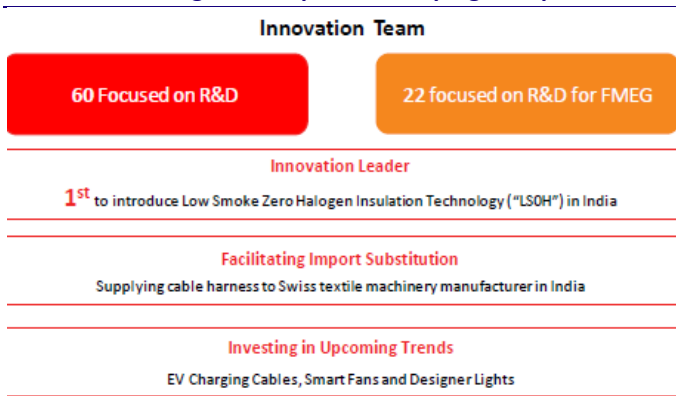 Innovation Team
60 Focused on R&D
22 focused on R&D for FMEG
Innovation Leader
1st to introduce Low Smoke Zero Halogen Insulation Technology ("LS0H") in India
Facilitating Import Substitution
Supplying cable harness to Swiss textile machinery manufacturer in India
Investing in Upcoming Trends
EV Charging Cables, Smart Fans and Designer Lights